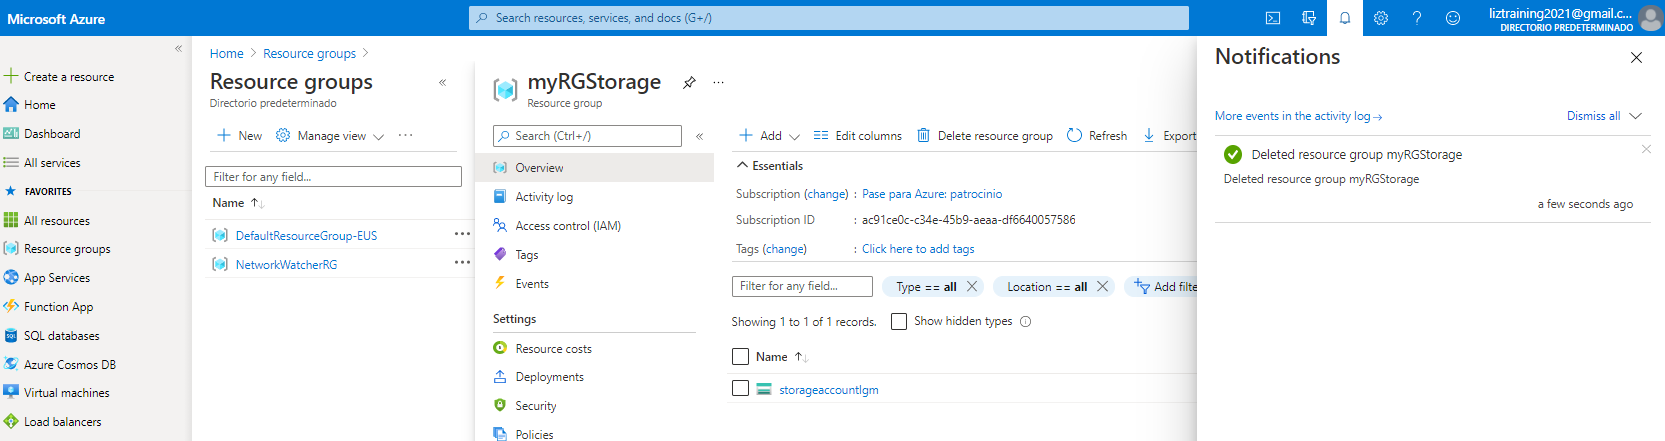 Microsoft Azure
Search resources, services, and docs (G+/)
liztraining2021@gmail.c...
DIRECTORIO PREDETERMINADO
Create a resource
Home
Dashboard
All services
FAVORITES
All resources
Resource groups
App Services
Function App
SQL databases
Azure Cosmos DB
Virtual machines
Load balancers
Home > Resource groups >
Resource groups
Directorio predeterminado
New
Manage view
Filter for any field...
Name
DefaultResourceGroup-EUS
NetworkWatcherRG
myRGStorage
Resource group
Search (Ctrl+/)
Overview
Activity log
Access control (IAM)
Tags
Events
Settings
Resource costs
Deployments
Security
Policies
Add
Edit columns
Delete resource group
Refresh
Export
Essentials
Subscription (change) : Pase para Azure: patrocinio
Subscription ID : ac91ce0c-c34e-45b9-aeaa-df6640057586
Tags (change) : Click here to add tags
Filter for any field...
Type == all
Location == all
Add filte
Showing 1 to 1 of 1 records.
Show hidden types
Name
storageaccountlgm
Notifications
More events in the activity log →
Dismiss all
Deleted resource group myRGStorage
Deleted resource group myRGStorage
a few seconds ago